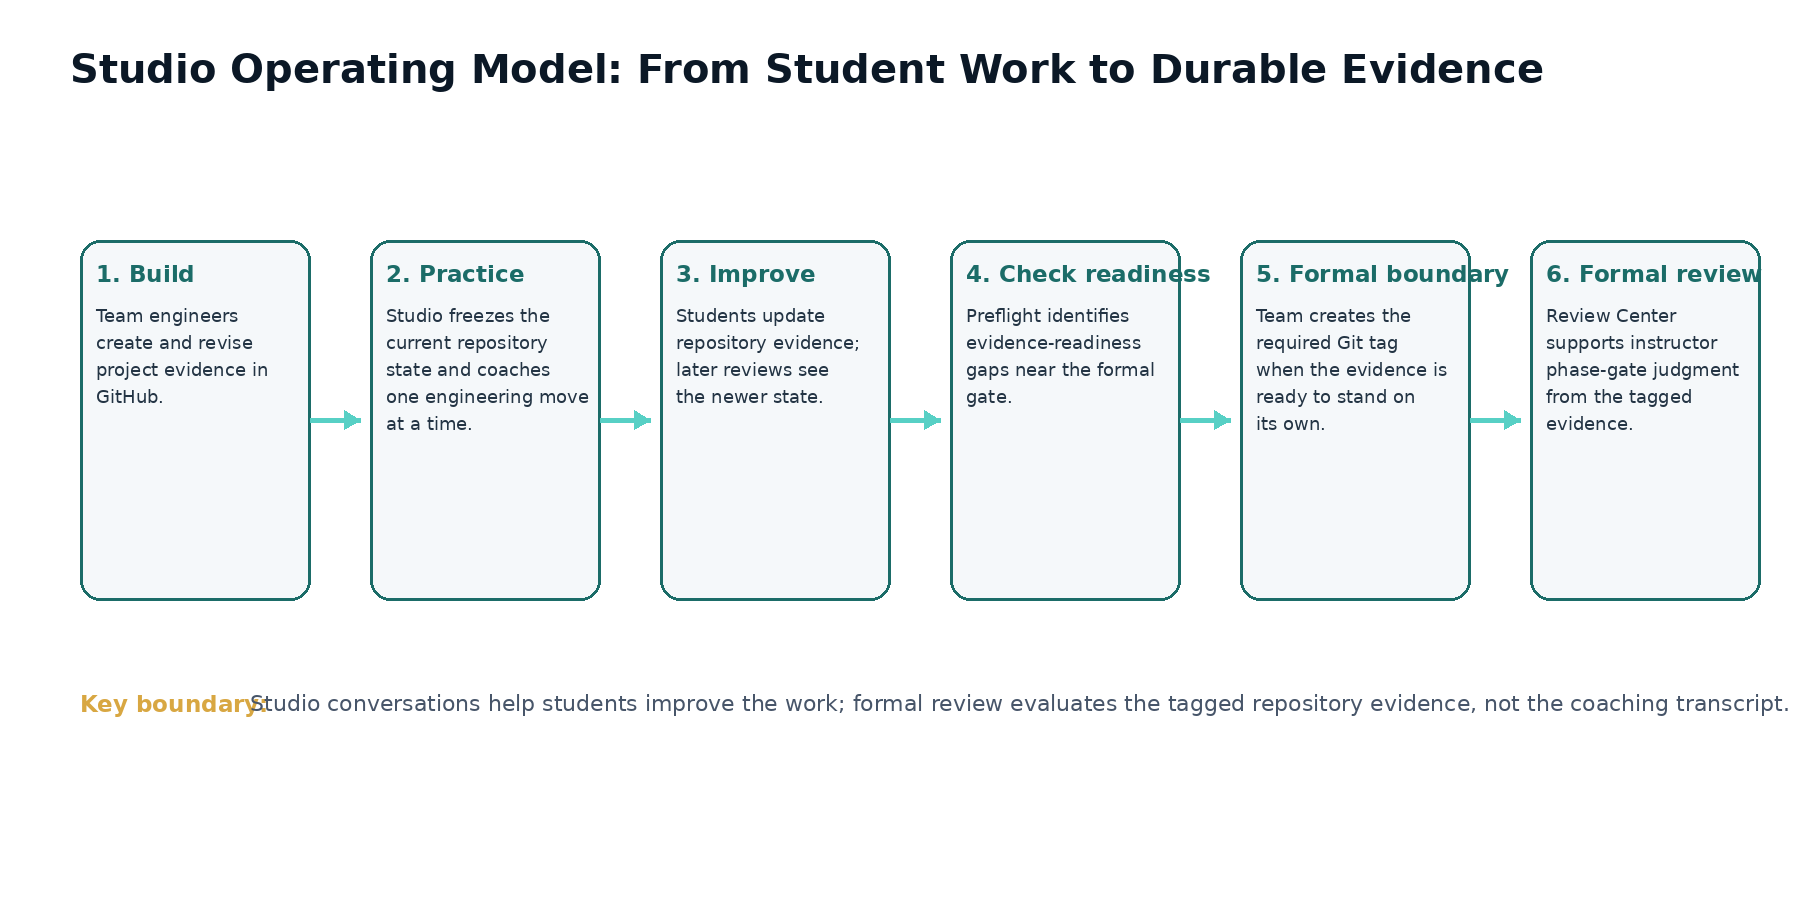 Studio Operating Model: From Student Work to Durable Evidence
1. Build
Team engineers
create and revise
project evidence in
GitHub.
2. Practice
Studio freezes the
current repository
state and coaches
one engineering move
at a time.
3. Improve
Students update
repository evidence;
later reviews see
the newer state.
4. Check readiness
Preflight identifies
evidence-readiness
gaps near the formal
gate.
5. Formal boundary
Team creates the
required Git tag
when the evidence is
ready to stand on
its own.
6. Formal review
Review Center
supports instructor
phase-gate judgment
from the tagged
evidence.
Key boundary: Studio conversations help students improve the work; formal review evaluates the tagged repository evidence, not the coaching transcript.